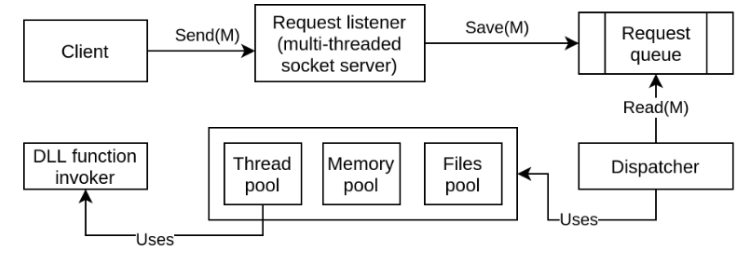 Client
Send(M)
Request listener
(multi-threaded
socket server)
Save(M)
Request
queue
Read(M)
DLL function
invoker
Thread
pool
Memory
pool
Files
pool
Dispatcher
Uses
Uses